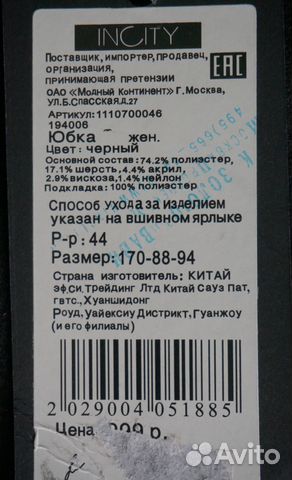 INCITY
Поставщик, импортер, продавец,
организация,
принимающая претензии
ОАО «Модный Континент» Г.Москва,
УЛ.Б.СПАССКАЯ,Д.27
EAC
Артикул:1110700046
194006
Юбка жен.
Цвет: черный
Основной состав:74.2% полиэстер,
17.1% шерсть, 4.4% акрил,
2.9% вискоза, 1.4% нейлон
Подкладка: 100% полиэстер
Способ ухода за изделием
указан на вшивном ярлыке
Р-р: 44
Размер:170-88-94
Страна изготовитель: КИТАЙ
эф.си.трейдинг Лтд Китай Сауз Пат,
гвтс., Хуаншидонг
Роуд, Уайексиу Дистрикт, Гуанжоу
(и его филиалы)
2 029004 051885
Цена р.
Avito